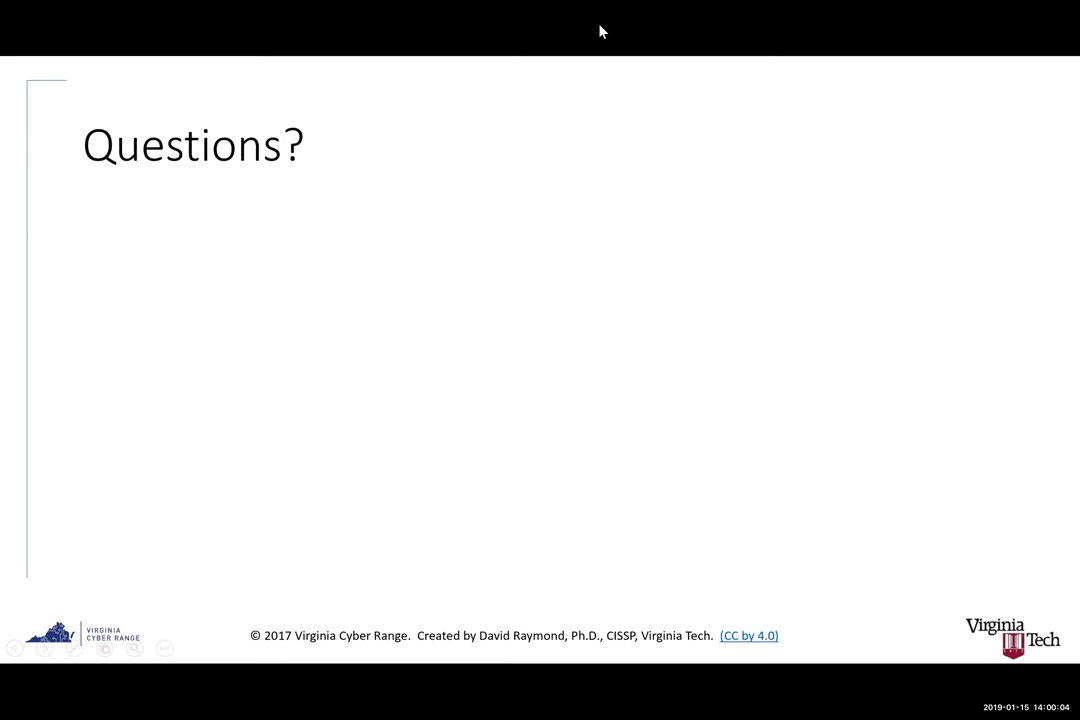 Questions?
VIRGINIA
CYBER RANGE
© 2017 Virginia Cyber Range. Created by David Raymond, Ph.D., CISSP, Virginia Tech. (CC by 4.0)
Virginia
Tech
2019-01-15 14:00:04